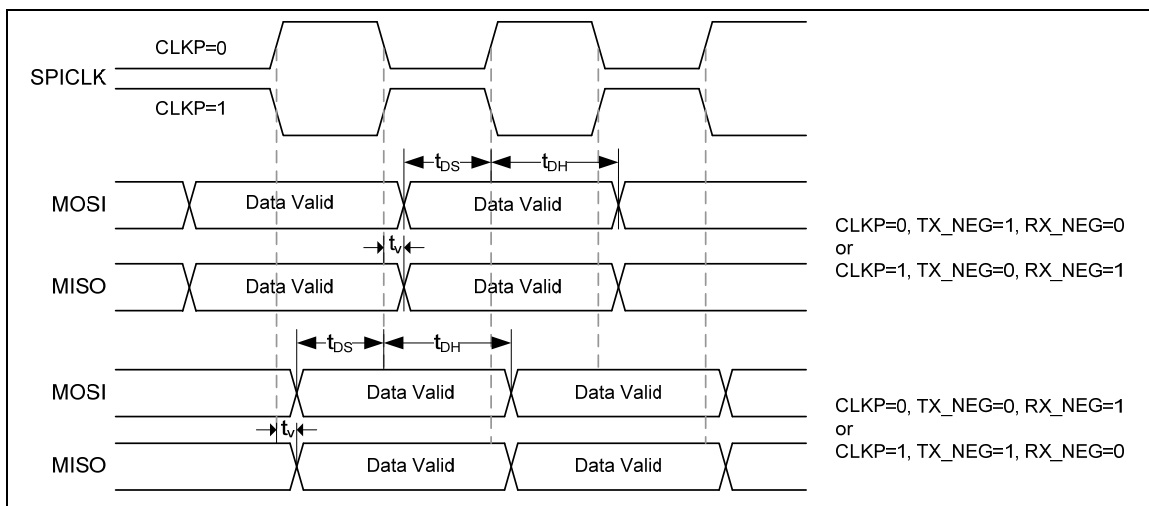 CLKP=0
SPICLK
CLKP=1
tDS
tDH
MOSI
Data Valid
Data Valid
CLKP=0, TX_NEG=1, RX_NEG=0
or
CLKP=1, TX_NEG=0, RX_NEG=1
tv
MISO
Data Valid
Data Valid
tDS
tDH
MOSI
Data Valid
Data Valid
CLKP=0, TX_NEG=0, RX_NEG=1
or
CLKP=1, TX_NEG=1, RX_NEG=0
tv
MISO
Data Valid
Data Valid